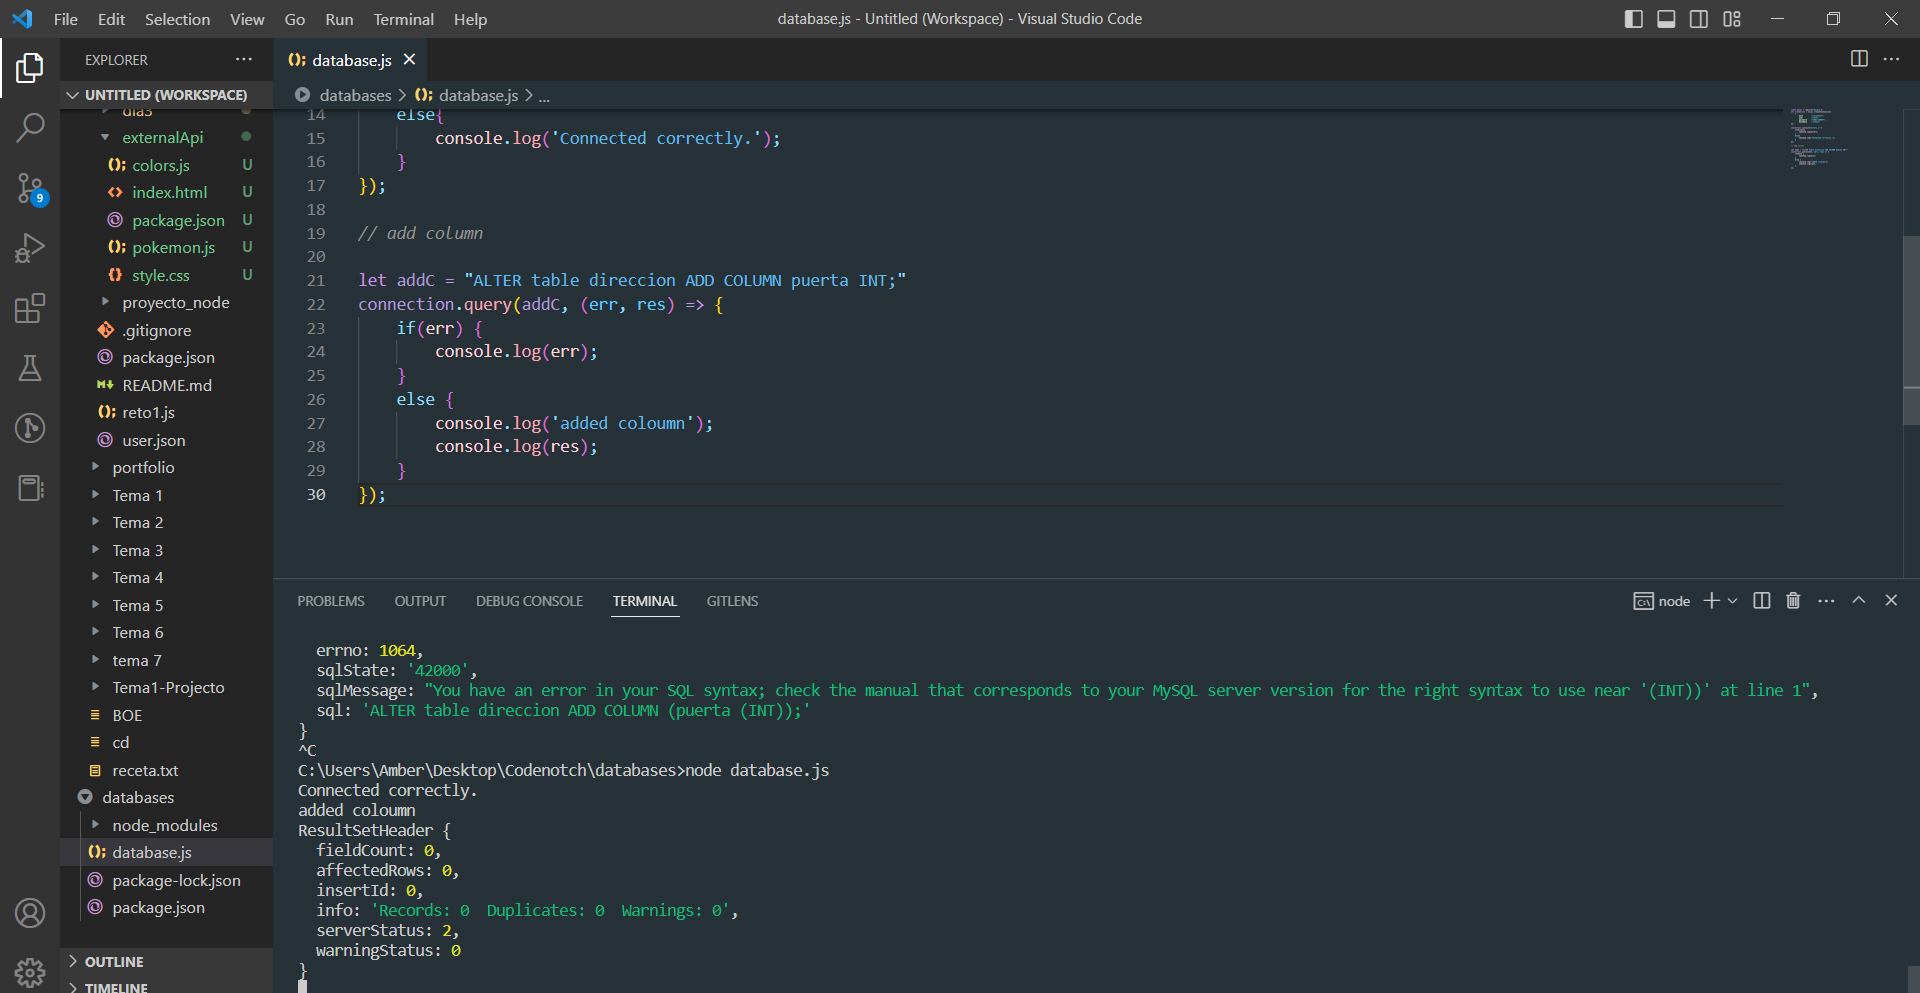 File Edit Selection View Go Run Terminal Help
database.js - Untitled (Workspace) - Visual Studio Code
EXPLORER
UNTITLED (WORKSPACE)
dia3
externalApi
colors.js U
index.html U
package.json U
pokemon.js U
style.css U
proyecto_node
.gitignore
package.json
README.md
reto1.js
user.json
portfolio
Tema 1
Tema 2
Tema 3
Tema 4
Tema 5
Tema 6
tema 7
Tema1-Projecto
BOE
cd
receta.txt
databases
node_modules
database.js
package-lock.json
package.json
OUTLINE
TIMELINE
9
database.js
databases > database.js > ...
14 else{
15 console.log('Connected correctly.');
16 }
17 });
18
19 // add column
20
21 let addC = "ALTER table direccion ADD COLUMN puerta INT;"
22 connection.query(addC, (err, res) => {
23 if(err) {
24 console.log(err);
25 }
26 else {
27 console.log('added coloumn');
28 console.log(res);
29 }
30 });
PROBLEMS OUTPUT DEBUG CONSOLE TERMINAL GITLENS
node
errno: 1064,
sqlState: '42000',
sqlMessage: "You have an error in your SQL syntax; check the manual that corresponds to your MySQL server version for the right syntax to use near '(INT))' at line 1",
sql: 'ALTER table direccion ADD COLUMN (puerta (INT));'
}
^C
C:\Users\Amber\Desktop\Codenotch\databases>node database.js
Connected correctly.
added coloumn
ResultSetHeader {
fieldCount: 0,
affectedRows: 0,
insertId: 0,
info: 'Records: 0  Duplicates: 0  Warnings: 0',
serverStatus: 2,
warningStatus: 0
}